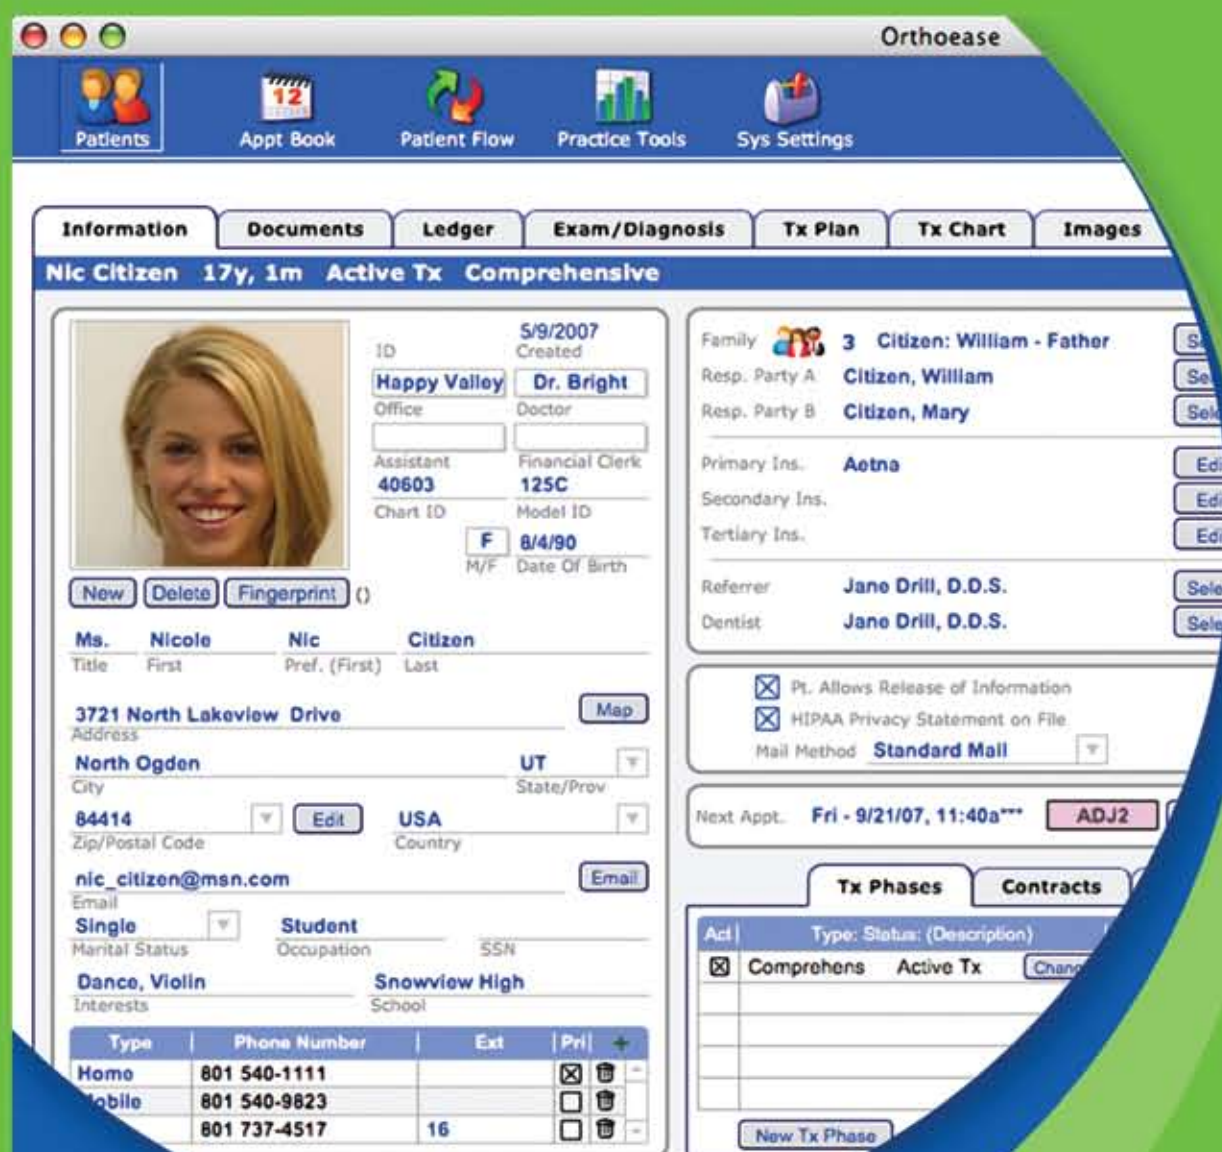 Orthoease
12
Patients Appt Book Patient Flow Practice Tools Sys Settings
Information Documents Ledger Exam/Diagnosis Tx Plan Tx Chart Images
Nic Citizen 17y, 1m Active Tx Comprehensive
5/9/2007
ID Created
Happy Valley Dr. Bright
Office Doctor
Assistant Financial Clerk
40603 125C
Chart ID Model ID
F 8/4/90
M/F Date Of Birth
New Delete Fingerprint ()
Ms. Nicole Nic Citizen
Title First Pref. (First) Last
3721 North Lakeview Drive Map
Address
North Ogden UT
City State/Prov
84414 Edit USA
Zip/Postal Code Country
nic_citizen@msn.com Email
Email
Single Student
Marital Status Occupation SSN
Dance, Violin Snowview High
Interests School
Type Phone Number Ext Pri +
Home 801 540-1111
801 540-9823
801 737-4517 16
Family 3 Citizen: William - Father
Resp. Party A Citizen, William
Resp. Party B Citizen, Mary
Primary Ins. Aetna
Secondary Ins.
Tertiary Ins.
Referrer Jane Drill, D.D.S.
Dentist Jane Drill, D.D.S.
Pt. Allows Release of Information
HIPAA Privacy Statement on File
Mail Method Standard Mail
Next Appt. Fri - 9/21/07, 11:40a*** ADJ2
Tx Phases Contracts
Act Type: Status: (Description)
Comprehens Active Tx
New Tx Phase